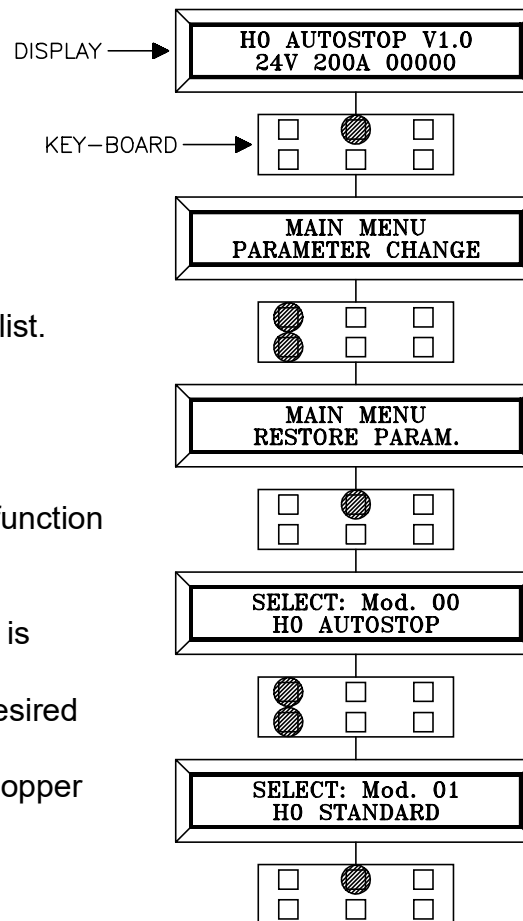 DISPLAY
H0 AUTOSTOP V1.0
24V 200A 00000
KEY-BOARD
MAIN MENU
PARAMETER CHANGE
list.
MAIN MENU
RESTORE PARAM.
function
SELECT: Mod. 00
H0 AUTOSTOP
is
esired
SELECT: Mod. 01
opper
H0 STANDARD